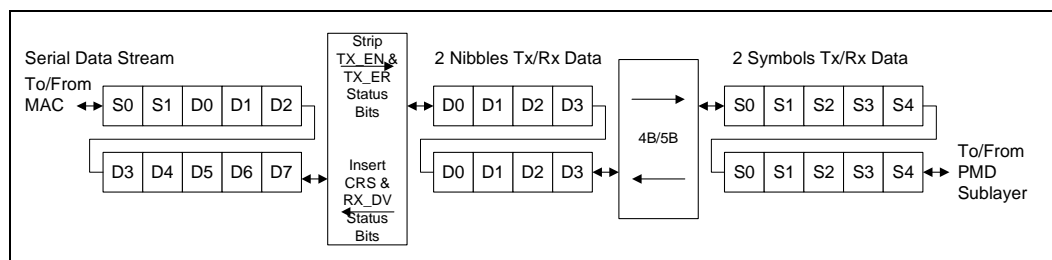 Serial Data Stream
To/From
MAC
S0 S1 D0 D1 D2
D3 D4 D5 D6 D7
Strip
TX_EN &
TX_ER
Status
Bits
Insert
CRS &
RX_DV
Status
Bits
2 Nibbles Tx/Rx Data
D0 D1 D2 D3
D0 D1 D2 D3
4B/5B
2 Symbols Tx/Rx Data
S0 S1 S2 S3 S4
S0 S1 S2 S3 S4
To/From
PMD
Sublayer